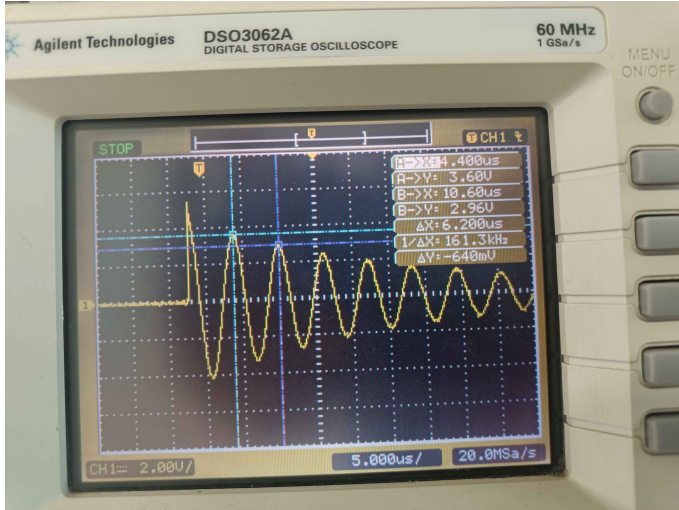 Agilent Technologies
DSO3062A
DIGITAL STORAGE OSCILLOSCOPE
60 MHz
1 GSa/s
MENU
ON/OFF
STOP
T
T CH1
A->X: 4.400us
A->Y: 3.60V
B->X: 10.60us
B->Y: 2.96V
ΔX: 6.200us
1/ΔX: 161.3kHz
ΔY: -640mV
T
1
CH1 2.00V/
5.000us/
20.0MSa/s